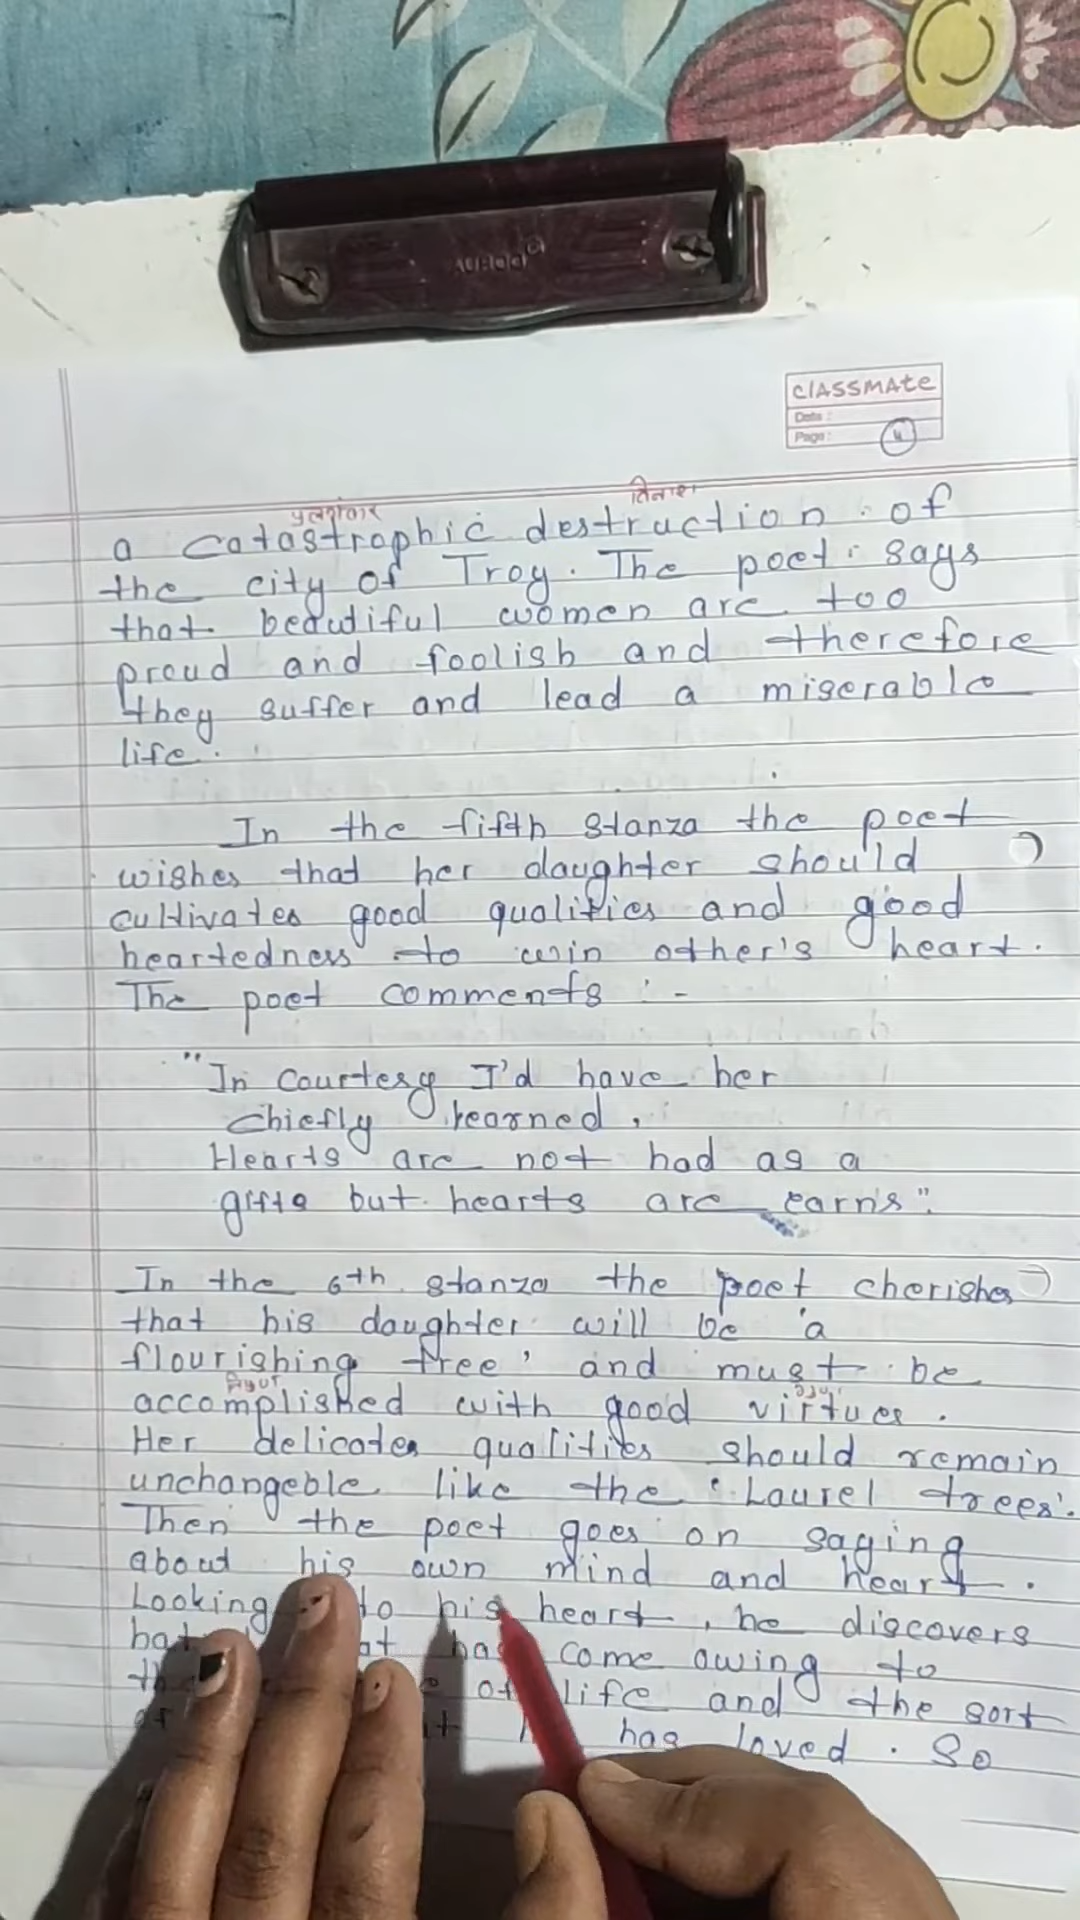 AUROO
CLASSMATE
Date :
Page : 4
विनाश
a catastrophic destruction of
the city of Troy. The poet says
that beautiful women are too
proud and foolish and therefore
they suffer and lead a miserable
life.
In the fifth stanza the poet
wishes that her daughter should
cultivates good qualities and good
heartedness to win other's heart.
The poet comments :-
"In courtesy I'd have her
chiefly learned,
Hearts are not had as a
gifts but hearts are earns".
In the 6th stanza the poet cherishes
that his daughter will be 'a
flourishing tree' and must be
accomplished with good virtues.
Her delicates qualities should remain
unchangeble like the 'Laurel trees'.
Then the poet goes on saying
about his own mind and heart.
Looking to his heart, he discovers
has come owing to
of life and the sort
has loved. So